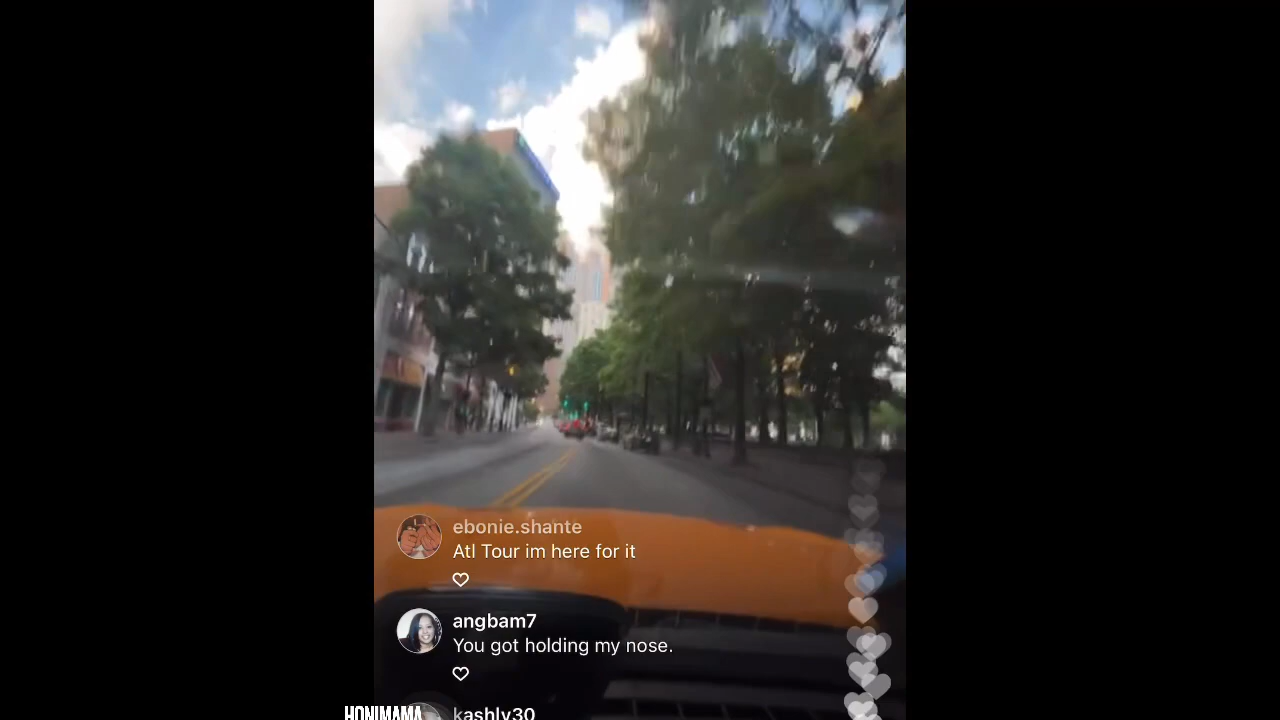 ebonie.shante
Atl Tour im here for it
angbam7
You got holding my nose.
HONIMAMA
kashly30